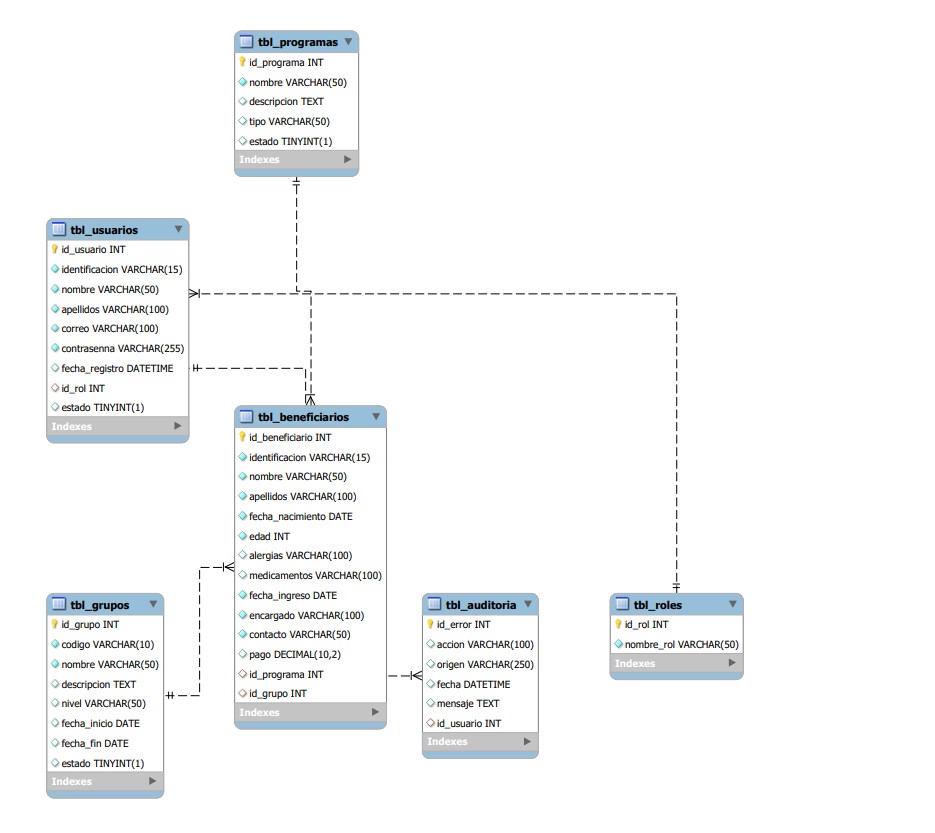 tbl_programas
id_programa INT
nombre VARCHAR(50)
descripcion TEXT
tipo VARCHAR(50)
estado TINYINT(1)
Indexes
tbl_usuarios
id_usuario INT
identificacion VARCHAR(15)
nombre VARCHAR(50)
apellidos VARCHAR(100)
correo VARCHAR(100)
contrasenna VARCHAR(255)
fecha_registro DATETIME
id_rol INT
estado TINYINT(1)
Indexes
tbl_beneficiarios
id_beneficiario INT
identificacion VARCHAR(15)
nombre VARCHAR(50)
apellidos VARCHAR(100)
fecha_nacimiento DATE
edad INT
alergias VARCHAR(100)
medicamentos VARCHAR(100)
fecha_ingreso DATE
encargado VARCHAR(100)
contacto VARCHAR(50)
pago DECIMAL(10,2)
id_programa INT
id_grupo INT
Indexes
tbl_grupos
id_grupo INT
codigo VARCHAR(10)
nombre VARCHAR(50)
descripcion TEXT
nivel VARCHAR(50)
fecha_inicio DATE
fecha_fin DATE
estado TINYINT(1)
Indexes
tbl_auditoria
id_error INT
accion VARCHAR(100)
origen VARCHAR(250)
fecha DATETIME
mensaje TEXT
id_usuario INT
Indexes
tbl_roles
id_rol INT
nombre_rol VARCHAR(50)
Indexes